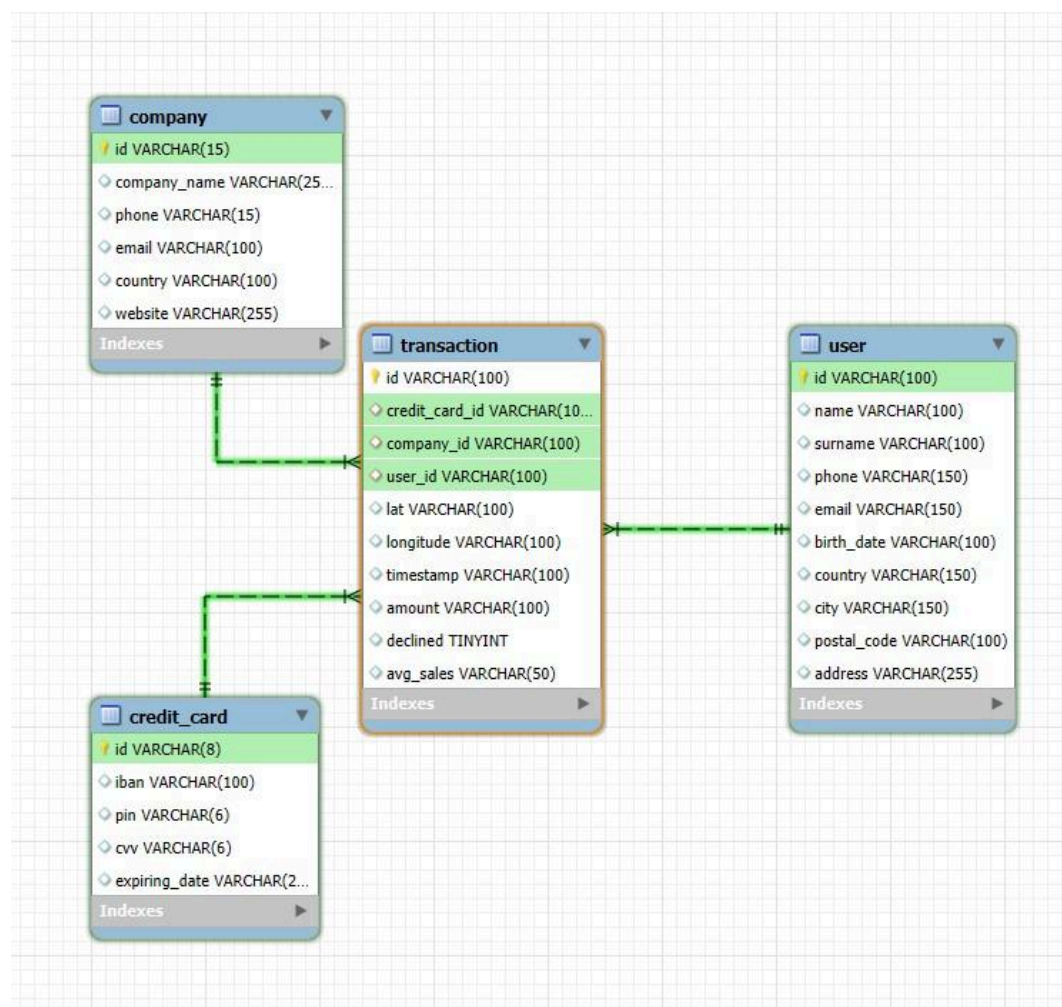 company
id VARCHAR(15)
company_name VARCHAR(25...
phone VARCHAR(15)
email VARCHAR(100)
country VARCHAR(100)
website VARCHAR(255)
Indexes
transaction
id VARCHAR(100)
credit_card_id VARCHAR(10...
company_id VARCHAR(100)
user_id VARCHAR(100)
lat VARCHAR(100)
longitude VARCHAR(100)
timestamp VARCHAR(100)
amount VARCHAR(100)
declined TINYINT
avg_sales VARCHAR(50)
Indexes
user
id VARCHAR(100)
name VARCHAR(100)
surname VARCHAR(100)
phone VARCHAR(150)
email VARCHAR(150)
birth_date VARCHAR(100)
country VARCHAR(150)
city VARCHAR(150)
postal_code VARCHAR(100)
address VARCHAR(255)
Indexes
credit_card
id VARCHAR(8)
iban VARCHAR(100)
pin VARCHAR(6)
cvv VARCHAR(6)
expiring_date VARCHAR(2...
Indexes